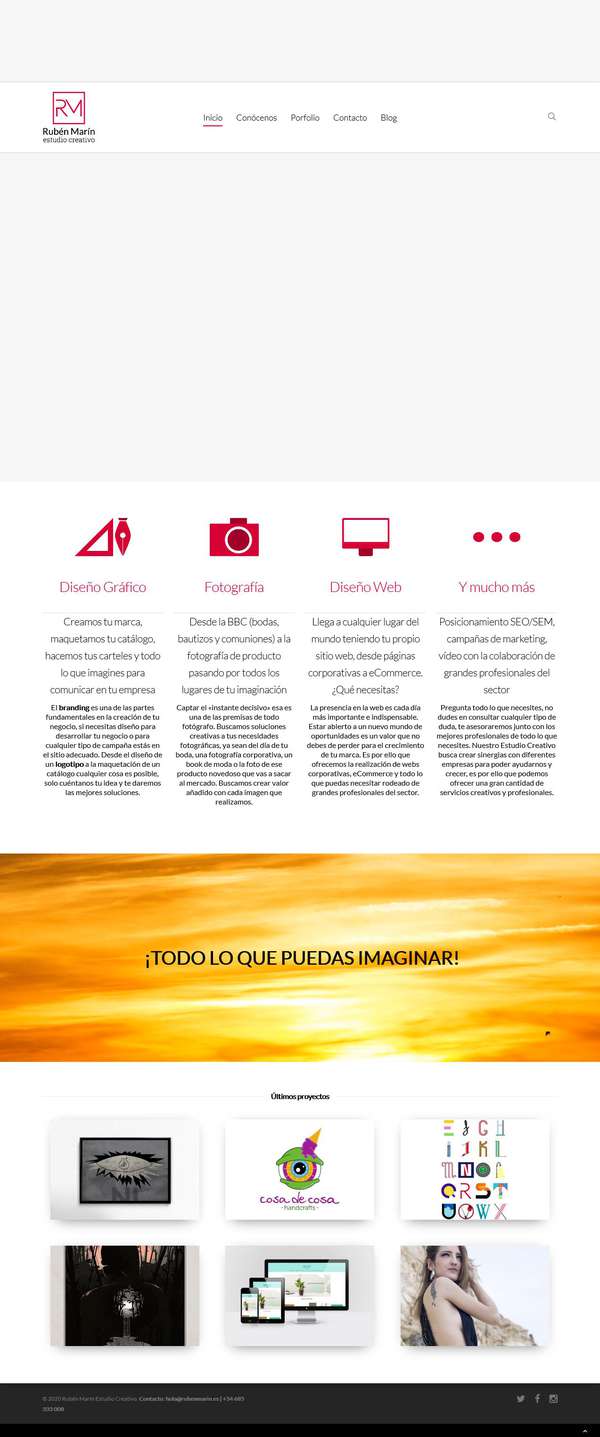 RM
Rubén Marín
estudio creativo
Inicio
Conócenos
Porfolio
Contacto
Blog
Diseño Gráfico
Creamos tu marca,
maquetamos tu catálogo,
hacemos tus carteles y todo
lo que imagines para
comunicar en tu empresa
El branding es una de las partes
fundamentales en la creación de tu
negocio, si necesitas diseño para
desarrollar tu negocio o para
cualquier tipo de campaña estás en
el sitio adecuado. Desde el diseño de
un logotipo a la maquetación de un
catálogo cualquier cosa es posible,
solo cuéntanos tu idea y te daremos
las mejores soluciones.
Fotografía
Desde la BBC (bodas,
bautizos y comuniones) a la
fotografía de producto
pasando por todos los
lugares de tu imaginación
Captar el «instante decisivo» esa es
una de las premisas de todo
fotógrafo. Buscamos soluciones
creativas a tus necesidades
fotográficas, ya sean del día de tu
boda, una fotografía corporativa, un
book de moda o la foto de ese
producto novedoso que vas a sacar
al mercado. Buscamos crear valor
añadido con cada imagen que
realizamos.
Diseño Web
Llega a cualquier lugar del
mundo teniendo tu propio
sitio web, desde páginas
corporativas a eCommerce.
¿Qué necesitas?
La presencia en la web es cada día
más importante e indispensable.
Estar abierto a un nuevo mundo de
oportunidades es un valor que no
debes de perder para el crecimiento
de tu marca. Es por ello que
ofrecemos la realización de webs
corporativas, eCommerce y todo lo
que puedas necesitar rodeado de
grandes profesionales del sector.
Y mucho más
Posicionamiento SEO/SEM,
campañas de marketing,
vídeo con la colaboración de
grandes profesionales del
sector
Pregunta todo lo que necesites, no
dudes en consultar cualquier tipo de
duda, te asesoraremos junto con los
mejores profesionales de todo lo que
necesites. Nuestro Estudio Creativo
busca crear sinergias con diferentes
empresas para poder ayudarnos y
crecer, es por ello que podemos
ofrecer una gran cantidad de
servicios creativos y profesionales.
¡TODO LO QUE PUEDAS IMAGINAR!
Últimos proyectos
cosa de cosa
- handcrafts -
E F G H
I J K L
M N O P
Q R S T
U V W X
© 2020 Rubén Marín Estudio Creativo. Contacto: hola@rubenmarin.es | +34 685
333 008